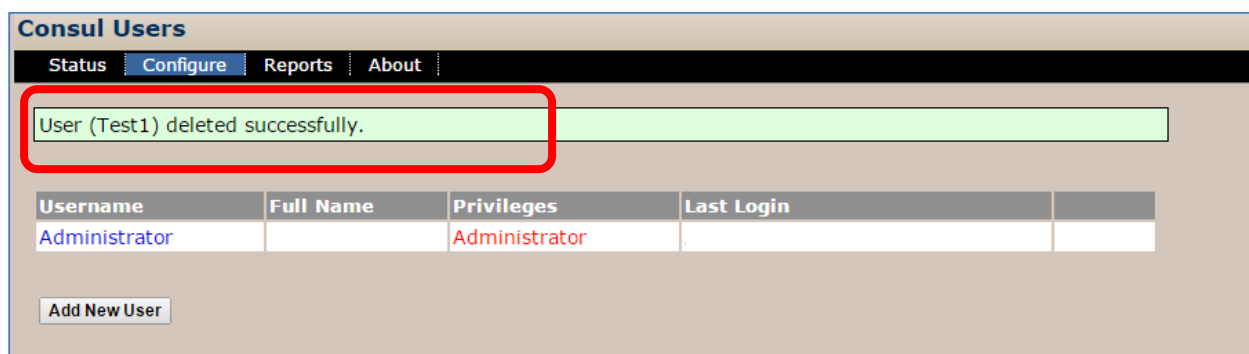 Consul Users
Status Configure Reports About
User (Test1) deleted successfully.
Username Full Name Privileges Last Login
Administrator Administrator
Add New User